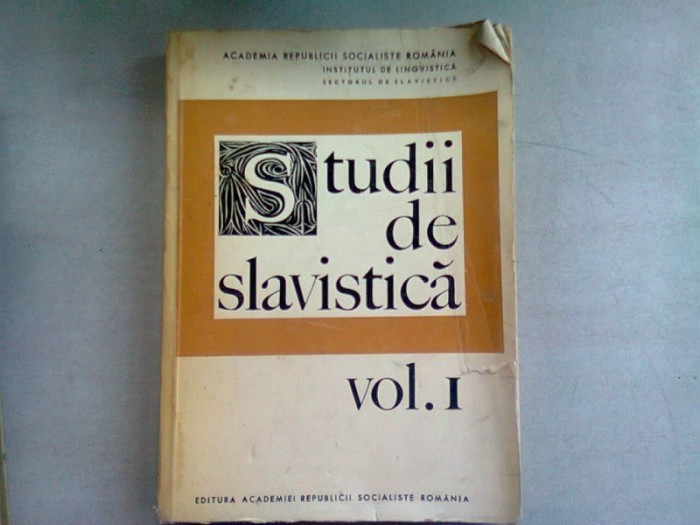 ACADEMIA REPUBLICII SOCIALISTE ROMÂNIA
INSTITUTUL DE LINGVISTICĂ
SECTORUL DE SLAVISTICĂ
Studii
de
slavistică
vol. I
EDITURA ACADEMIEI REPUBLICII SOCIALISTE ROMÂNIA